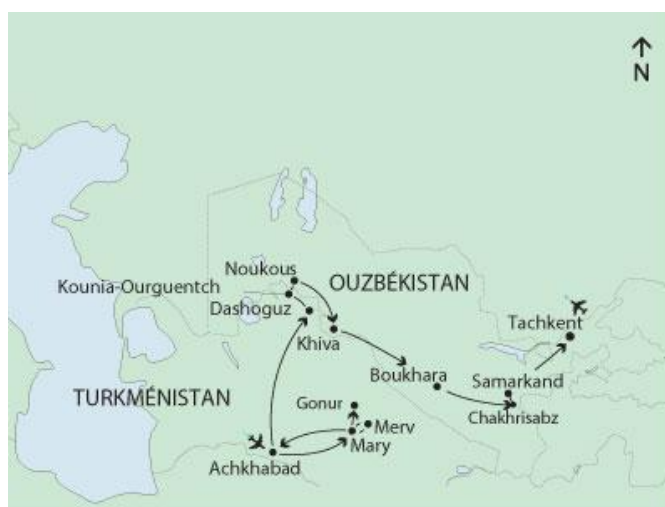 N
Noukous
OUZBÉKISTAN
Kounia-Ourguentch
Dashoguz
Khiva
Tachkent
Boukhara
Samarkand
Chakhrisabz
TURKMÉNISTAN
Gonur
Merv
Mary
Achkhabad